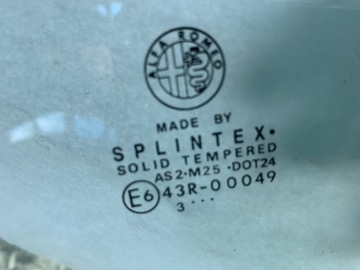 ALFA ROMEO
MADE BY
SPLINTEX•
SOLID TEMPERED
AS2•M25 •DOT24
E6 43R-00049
3 • • •